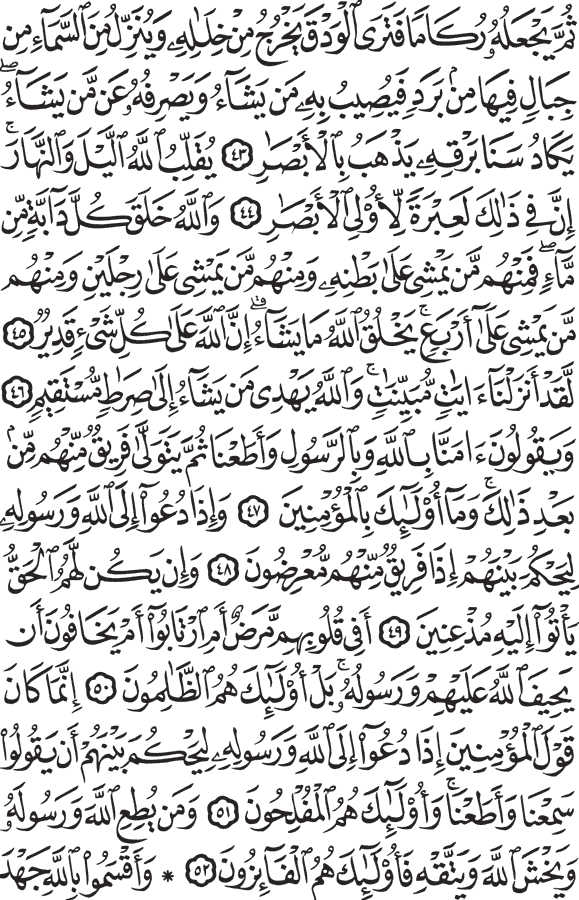 ثُمَّ يَجْعَلُهُۥ رُكَامًا فَتَرَى ٱلْوَدْقَ يَخْرُجُ مِنْ خِلَٰلِهِۦ وَيُنَزِّلُ مِنَ ٱلسَّمَآءِ مِن
جِبَالٍ فِيهَا مِنۢ بَرَدٍ فَيُصِيبُ بِهِۦ مَن يَشَآءُ وَيَصْرِفُهُۥ عَن مَّن يَشَآءُ ۖ
يَكَادُ سَنَا بَرْقِهِۦ يَذْهَبُ بِٱلْأَبْصَٰرِ ٤٣ يُقَلِّبُ ٱللَّهُ ٱلَّيْلَ وَٱلنَّهَارَ ۚ
إِنَّ فِى ذَٰلِكَ لَعِبْرَةً لِّأُو۟لِى ٱلْأَبْصَٰرِ ٤٤ وَٱللَّهُ خَلَقَ كُلَّ دَآبَّةٍ مِّن
مَّآءٍ ۖ فَمِنْهُم مَّن يَمْشِى عَلَىٰ بَطْنِهِۦ وَمِنْهُم مَّن يَمْشِى عَلَىٰ رِجْلَيْنِ وَمِنْهُم
مَّن يَمْشِى عَلَىٰٓ أَرْبَعٍ ۚ يَخْلُقُ ٱللَّهُ مَا يَشَآءُ ۚ إِنَّ ٱللَّهَ عَلَىٰ كُلِّ شَىْءٍ قَدِيرٌ ٤٥
لَّقَدْ أَنزَلْنَآ ءَايَٰتٍ مُّبَيِّنَٰتٍ ۚ وَٱللَّهُ يَهْدِى مَن يَشَآءُ إِلَىٰ صِرَٰطٍ مُّسْتَقِيمٍ ٤٦
وَيَقُولُونَ ءَامَنَّا بِٱللَّهِ وَبِٱلرَّسُولِ وَأَطَعْنَا ثُمَّ يَتَوَلَّىٰ فَرِيقٌ مِّنْهُم مِّنۢ
بَعْدِ ذَٰلِكَ ۚ وَمَآ أُو۟لَٰٓئِكَ بِٱلْمُؤْمِنِينَ ٤٧ وَإِذَا دُعُوٓا۟ إِلَى ٱللَّهِ وَرَسُولِهِۦ
لِيَحْكُمَ بَيْنَهُمْ إِذَا فَرِيقٌ مِّنْهُم مُّعْرِضُونَ ٤٨ وَإِن يَكُن لَّهُمُ ٱلْحَقُّ
يَأْتُوٓا۟ إِلَيْهِ مُذْعِنِينَ ٤٩ أَفِى قُلُوبِهِم مَّرَضٌ أَمِ ٱرْتَابُوٓا۟ أَمْ يَخَافُونَ أَن
يَحِيفَ ٱللَّهُ عَلَيْهِمْ وَرَسُولُهُۥ ۚ بَلْ أُو۟لَٰٓئِكَ هُمُ ٱلظَّٰلِمُونَ ٥٠ إِنَّمَا كَانَ
قَوْلَ ٱلْمُؤْمِنِينَ إِذَا دُعُوٓا۟ إِلَى ٱللَّهِ وَرَسُولِهِۦ لِيَحْكُمَ بَيْنَهُمْ أَن يَقُولُوا۟
سَمِعْنَا وَأَطَعْنَا ۚ وَأُو۟لَٰٓئِكَ هُمُ ٱلْمُفْلِحُونَ ٥١ وَمَن يُطِعِ ٱللَّهَ وَرَسُولَهُۥ
وَيَخْشَ ٱللَّهَ وَيَتَّقْهِ فَأُو۟لَٰٓئِكَ هُمُ ٱلْفَآئِزُونَ ٥٢ * وَأَقْسَمُوا۟ بِٱللَّهِ جَهْدَ